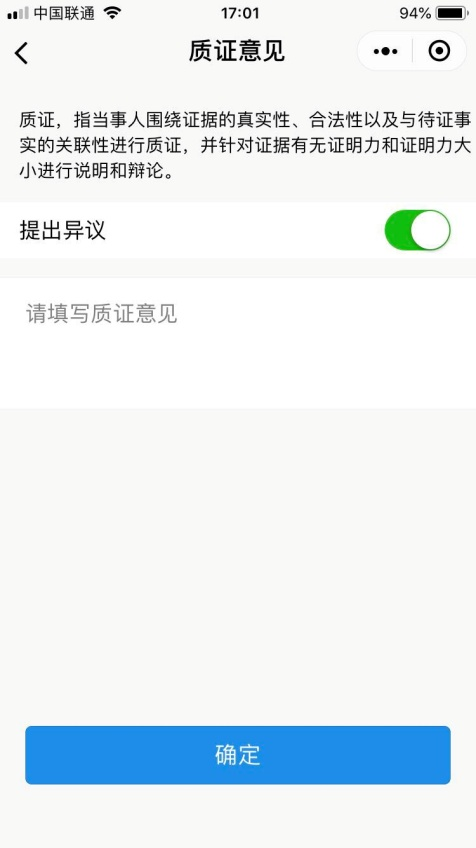 中国联通 17:01 94%
质证意见
质证，指当事人围绕证据的真实性、合法性以及与待证事
实的关联性进行质证，并针对证据有无证明力和证明力大
小进行说明和辩论。
提出异议
请填写质证意见
确定